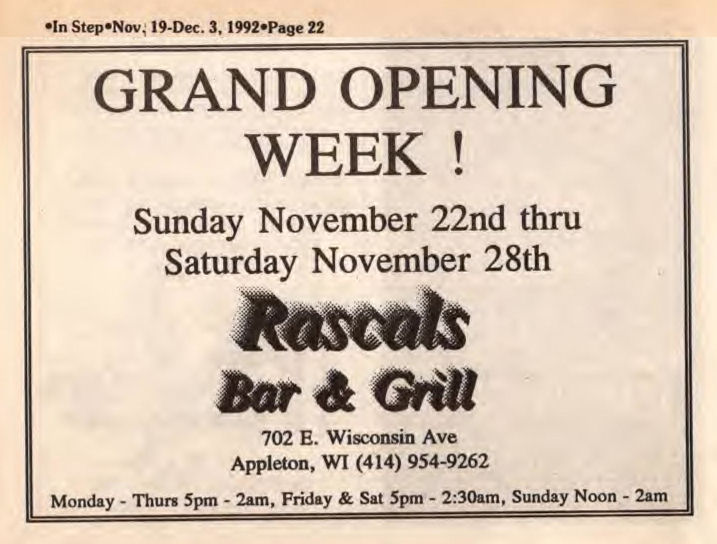 •In Step•Nov. 19-Dec. 3, 1992•Page 22
GRAND OPENING
WEEK !
Sunday November 22nd thru
Saturday November 28th
Rascals
Bar & Grill
702 E. Wisconsin Ave
Appleton, WI (414) 954-9262
Monday - Thurs 5pm - 2am, Friday & Sat 5pm - 2:30am, Sunday Noon - 2am